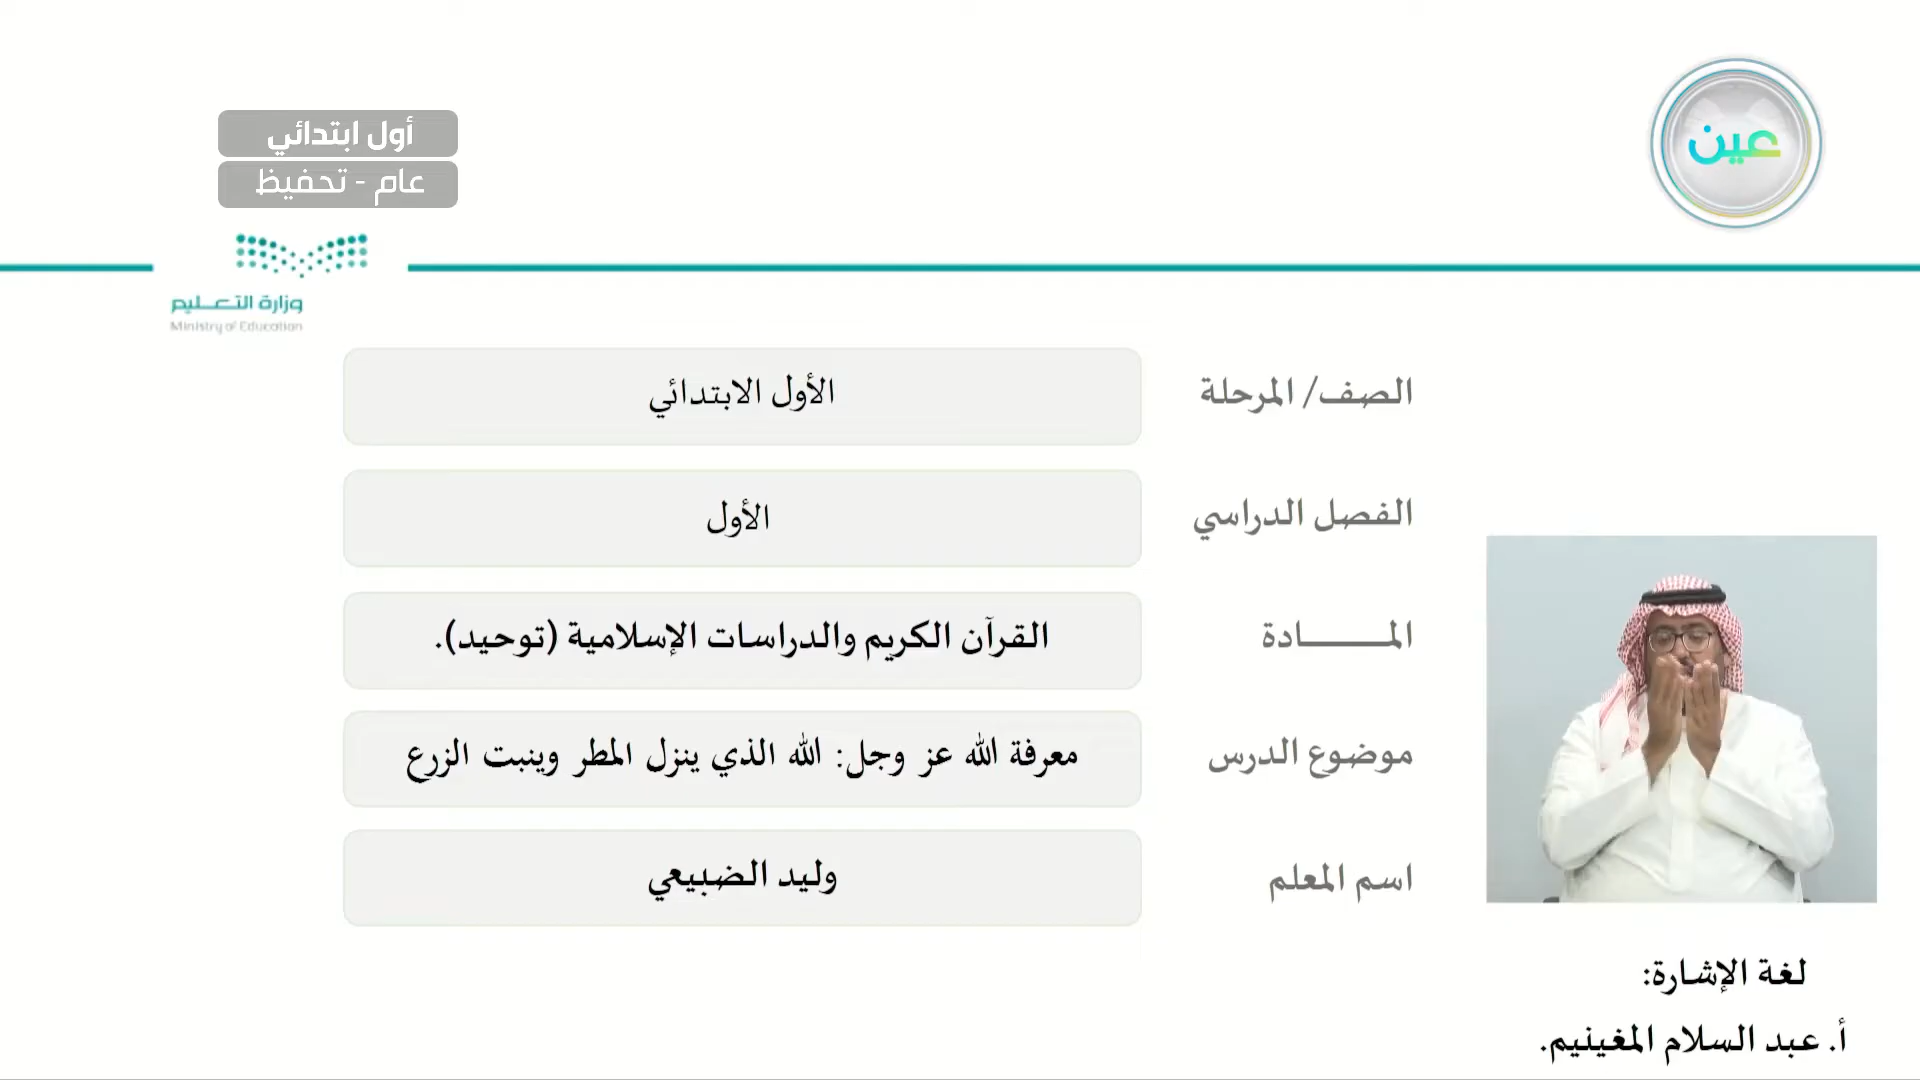 عين
أول ابتدائي
عام - تحفيظ
وزارة التعليم
Ministry of Education
الصف/ المرحلة
الأول الابتدائي
الفصل الدراسي
الأول
المـــــــادة
القرآن الكريم والدراسات الإسلامية (توحيد).
موضوع الدرس
معرفة الله عز وجل: الله الذي ينزل المطر وينبت الزرع
اسم المعلم
وليد الضبيعي
لغة الإشارة:
أ. عبد السلام المغينيم.